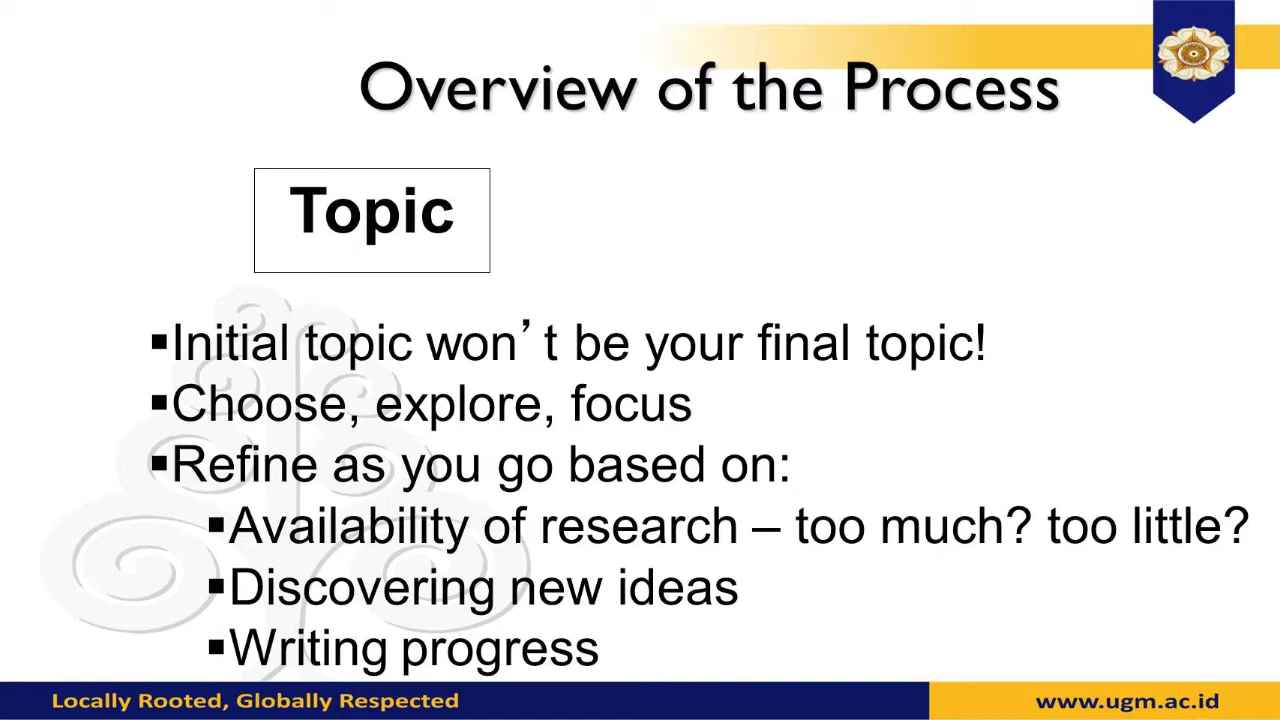 Overview of the Process
Topic
▪Initial topic won’t be your final topic!
▪Choose, explore, focus
▪Refine as you go based on:
▪Availability of research – too much? too little?
▪Discovering new ideas
▪Writing progress
Locally Rooted, Globally Respected
www.ugm.ac.id